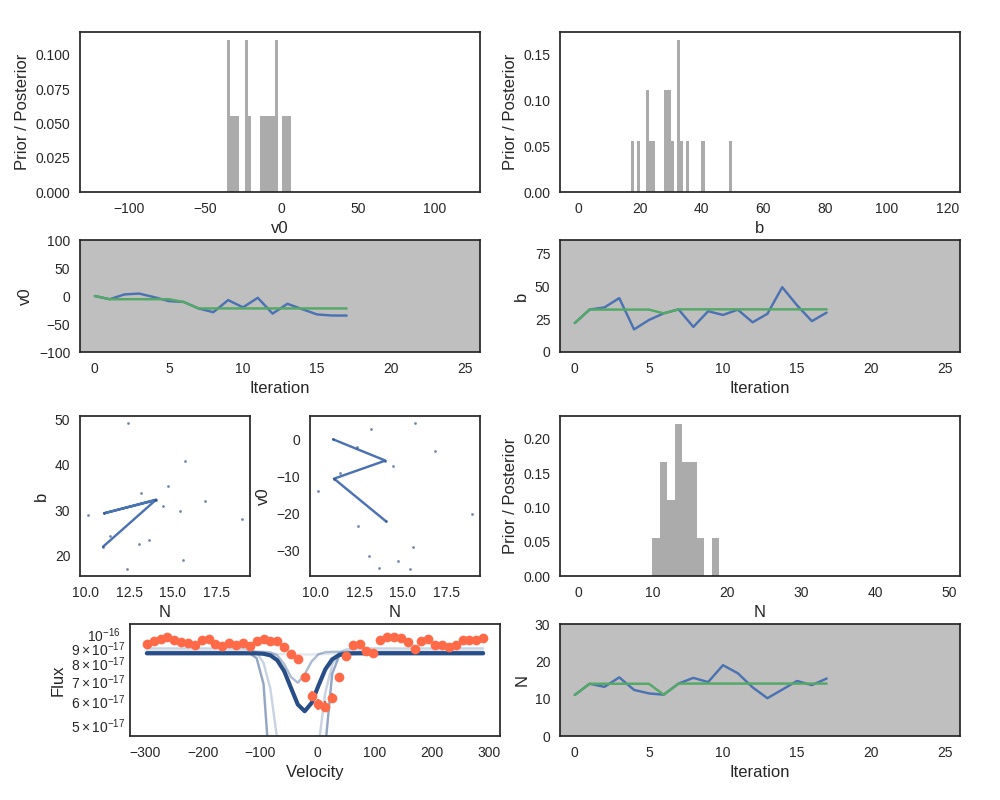 0.100
0.075
0.050
0.025
0.000
Prior / Posterior
−100 −50 0 50 100
v0
0.15
0.10
0.05
0.00
Prior / Posterior
0 20 40 60 80 100 120
b
100
50
0
−50
−100
v0
0 5 10 15 20 25
Iteration
75
50
25
0
b
0 5 10 15 20 25
Iteration
50
40
30
20
b
10.0 12.5 15.0 17.5
N
0
−10
−20
−30
v0
10.0 12.5 15.0 17.5
N
0.20
0.15
0.10
0.05
0.00
Prior / Posterior
0 10 20 30 40 50
N
10⁻¹⁶
9 × 10⁻¹⁷
8 × 10⁻¹⁷
7 × 10⁻¹⁷
6 × 10⁻¹⁷
5 × 10⁻¹⁷
Flux
−300 −200 −100 0 100 200 300
Velocity
30
20
10
0
N
0 5 10 15 20 25
Iteration